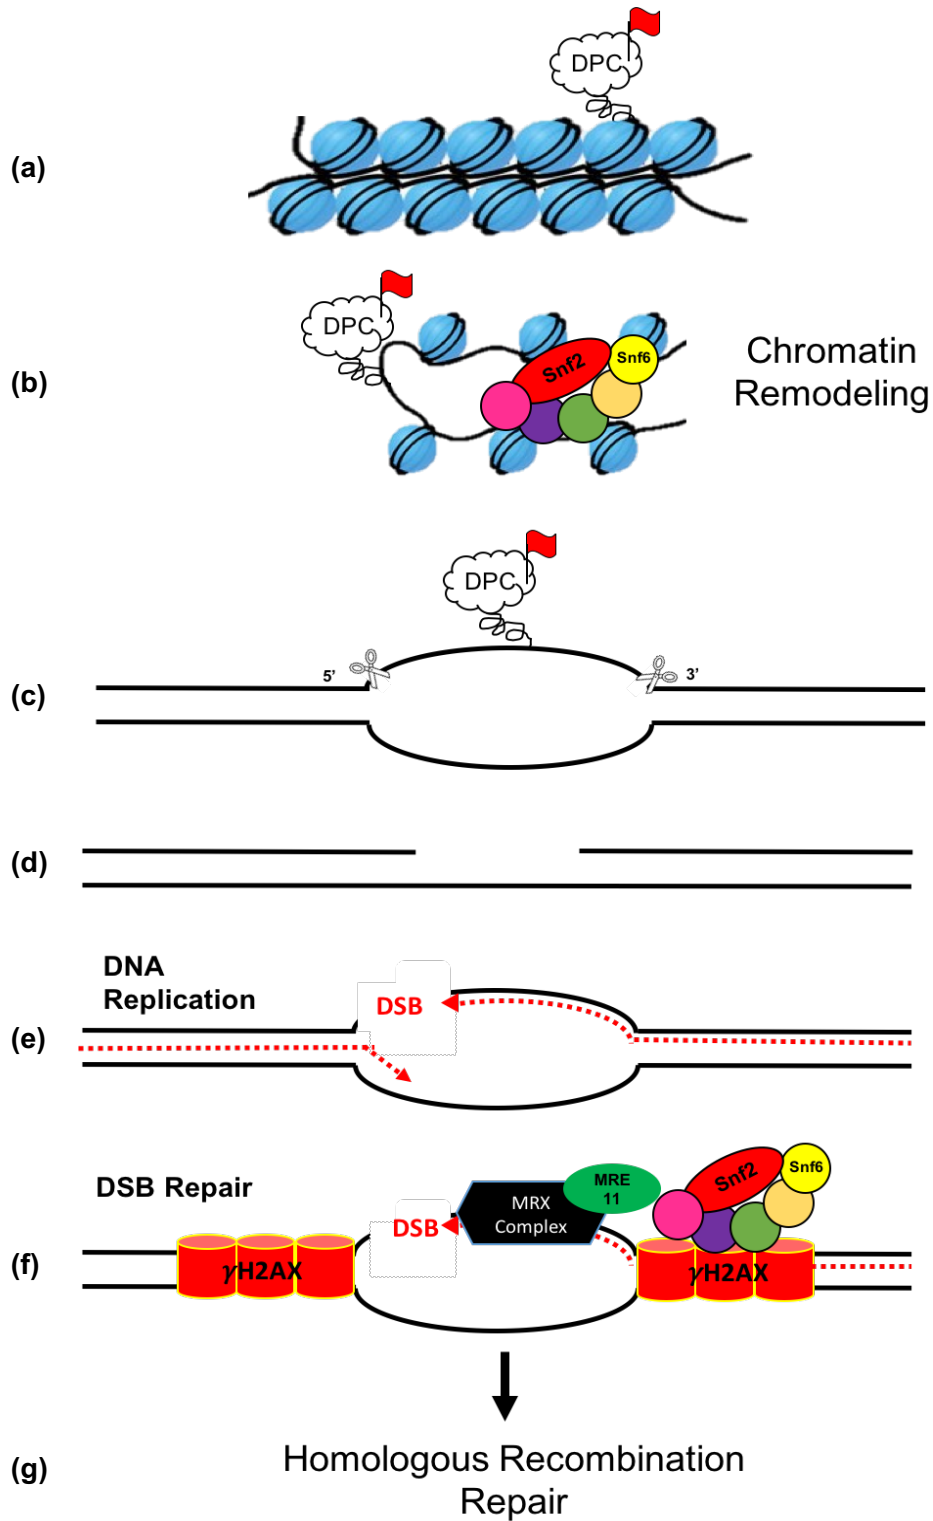 DPC
(a)
DPC
(b)
Snf2
Snf6
Chromatin
Remodeling
DPC
(c)
5’
3’
(d)
DNA
Replication
(e)
DSB
DSB Repair
(f)
γH2AX
DSB
MRX
Complex
MRE
11
Snf2
Snf6
γH2AX
(g)
Homologous Recombination
Repair